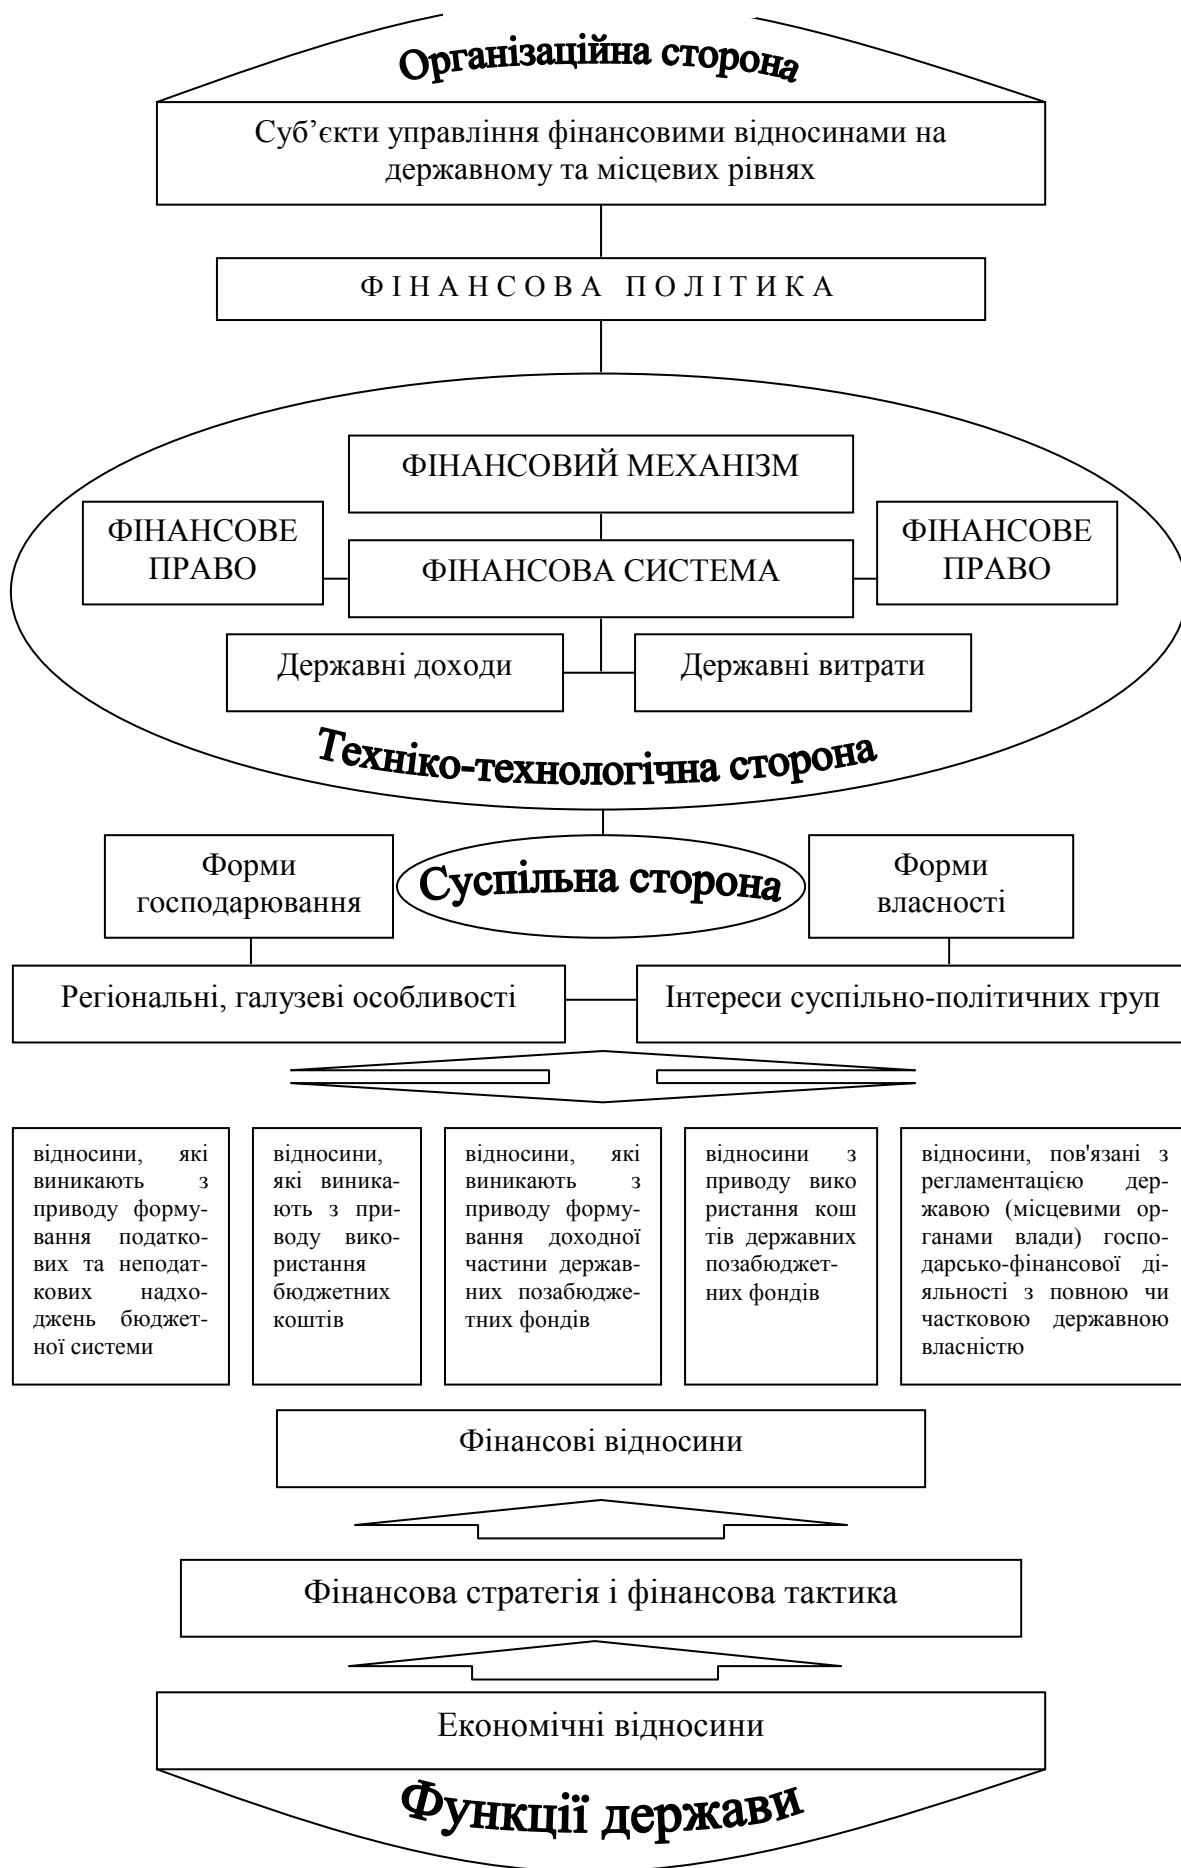 Організаційна сторона
Суб’єкти управління фінансовими відносинами на
державному та місцевих рівнях
Ф І Н А Н С О В А П О Л І Т И К А
ФІНАНСОВИЙ МЕХАНІЗМ
ФІНАНСОВЕ
ПРАВО
ФІНАНСОВА СИСТЕМА
ФІНАНСОВЕ
ПРАВО
Державні доходи
Державні витрати
Техніко-технологічна сторона
Форми
господарювання
Суспільна сторона
Форми
власності
Регіональні, галузеві особливості
Інтереси суспільно-політичних груп
відносини, які
виникають з
приводу форму-
вання податко-
вих та неподат-
кових надхо-
джень бюджет-
ної системи
відносини,
які виника-
ють з при-
воду вико-
ристання
бюджетних
коштів
відносини, які
виникають з
приводу форму-
вання доходної
частини держав-
них позабюдже-
тних фондів
відносини з
приводу вико
ристання кош
тів державних
позабюджет-
них фондів
відносини, пов'язані з
регламентацією дер-
жавою (місцевими ор-
ганами влади) госпо-
дарсько-фінансової ді-
яльності з повною чи
частковою державною
власністю
Фінансові відносини
Фінансова стратегія і фінансова тактика
Економічні відносини
Функції держави